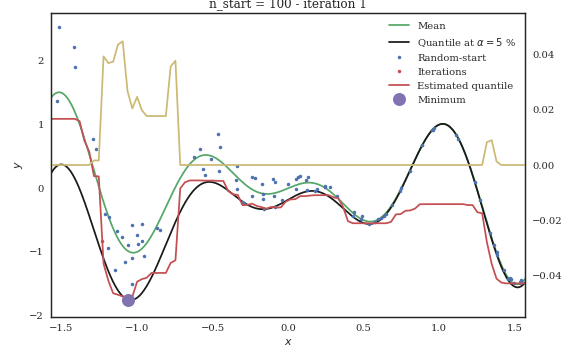 n_start = 100 - iteration 1
Mean
Quantile at α = 5 %
Random-start
Iterations
Estimated quantile
Minimum
2
1
0
−1
−2
y
0.04
0.02
0.00
−0.02
−0.04
−1.5
−1.0
−0.5
0.0
0.5
1.0
1.5
x